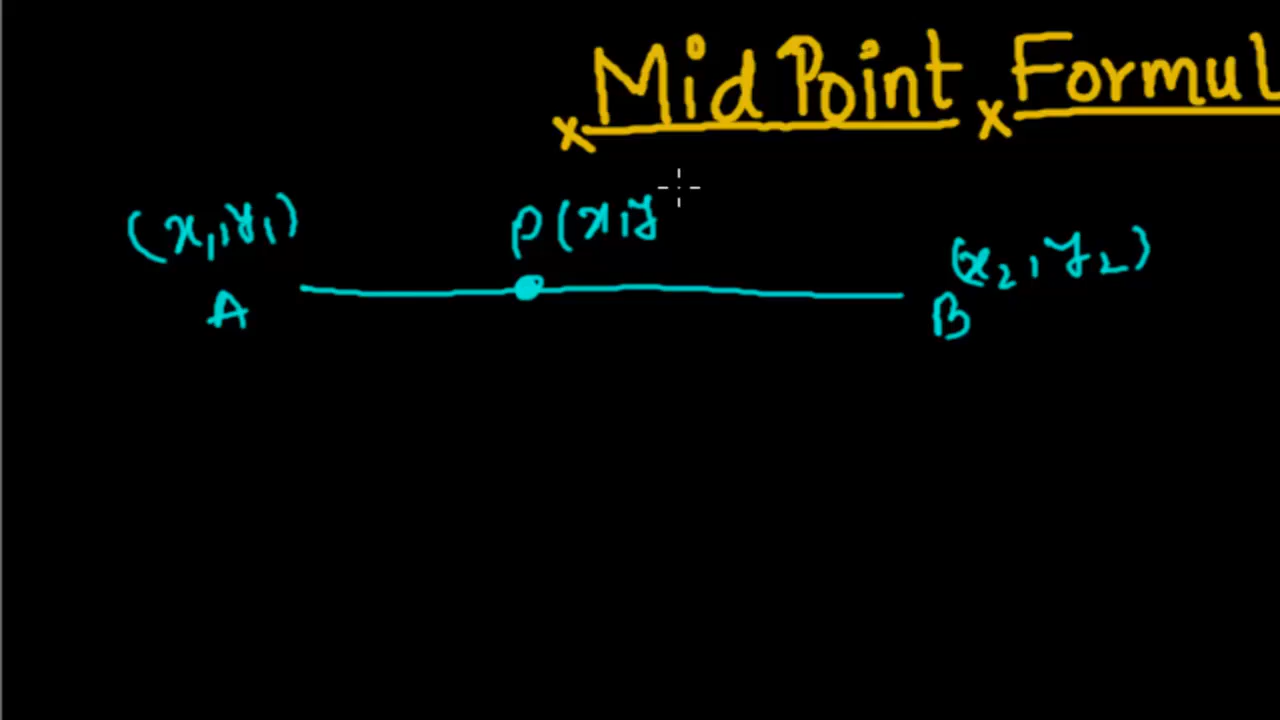 Mid Point Formul
(x1,y1) P(x,y (x2,y2)
A B